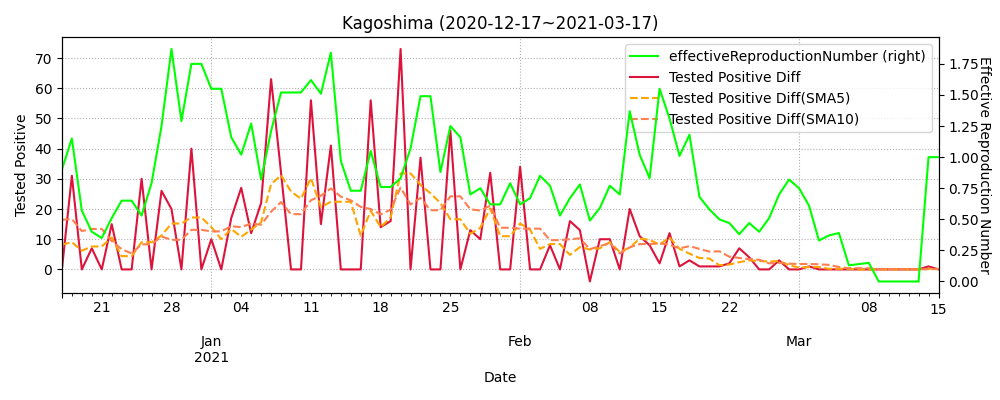 Kagoshima (2020-12-17~2021-03-17)
effectiveReproductionNumber (right)
Tested Positive Diff
Tested Positive Diff(SMA5)
Tested Positive Diff(SMA10)
Tested Positive
70
60
50
40
30
20
10
0
Effective Reproduction Number
1.75
1.50
1.25
1.00
0.75
0.50
0.25
0.00
21 28 04 11 18 25 08 15 22 08 15
Jan Feb Mar
2021
Date